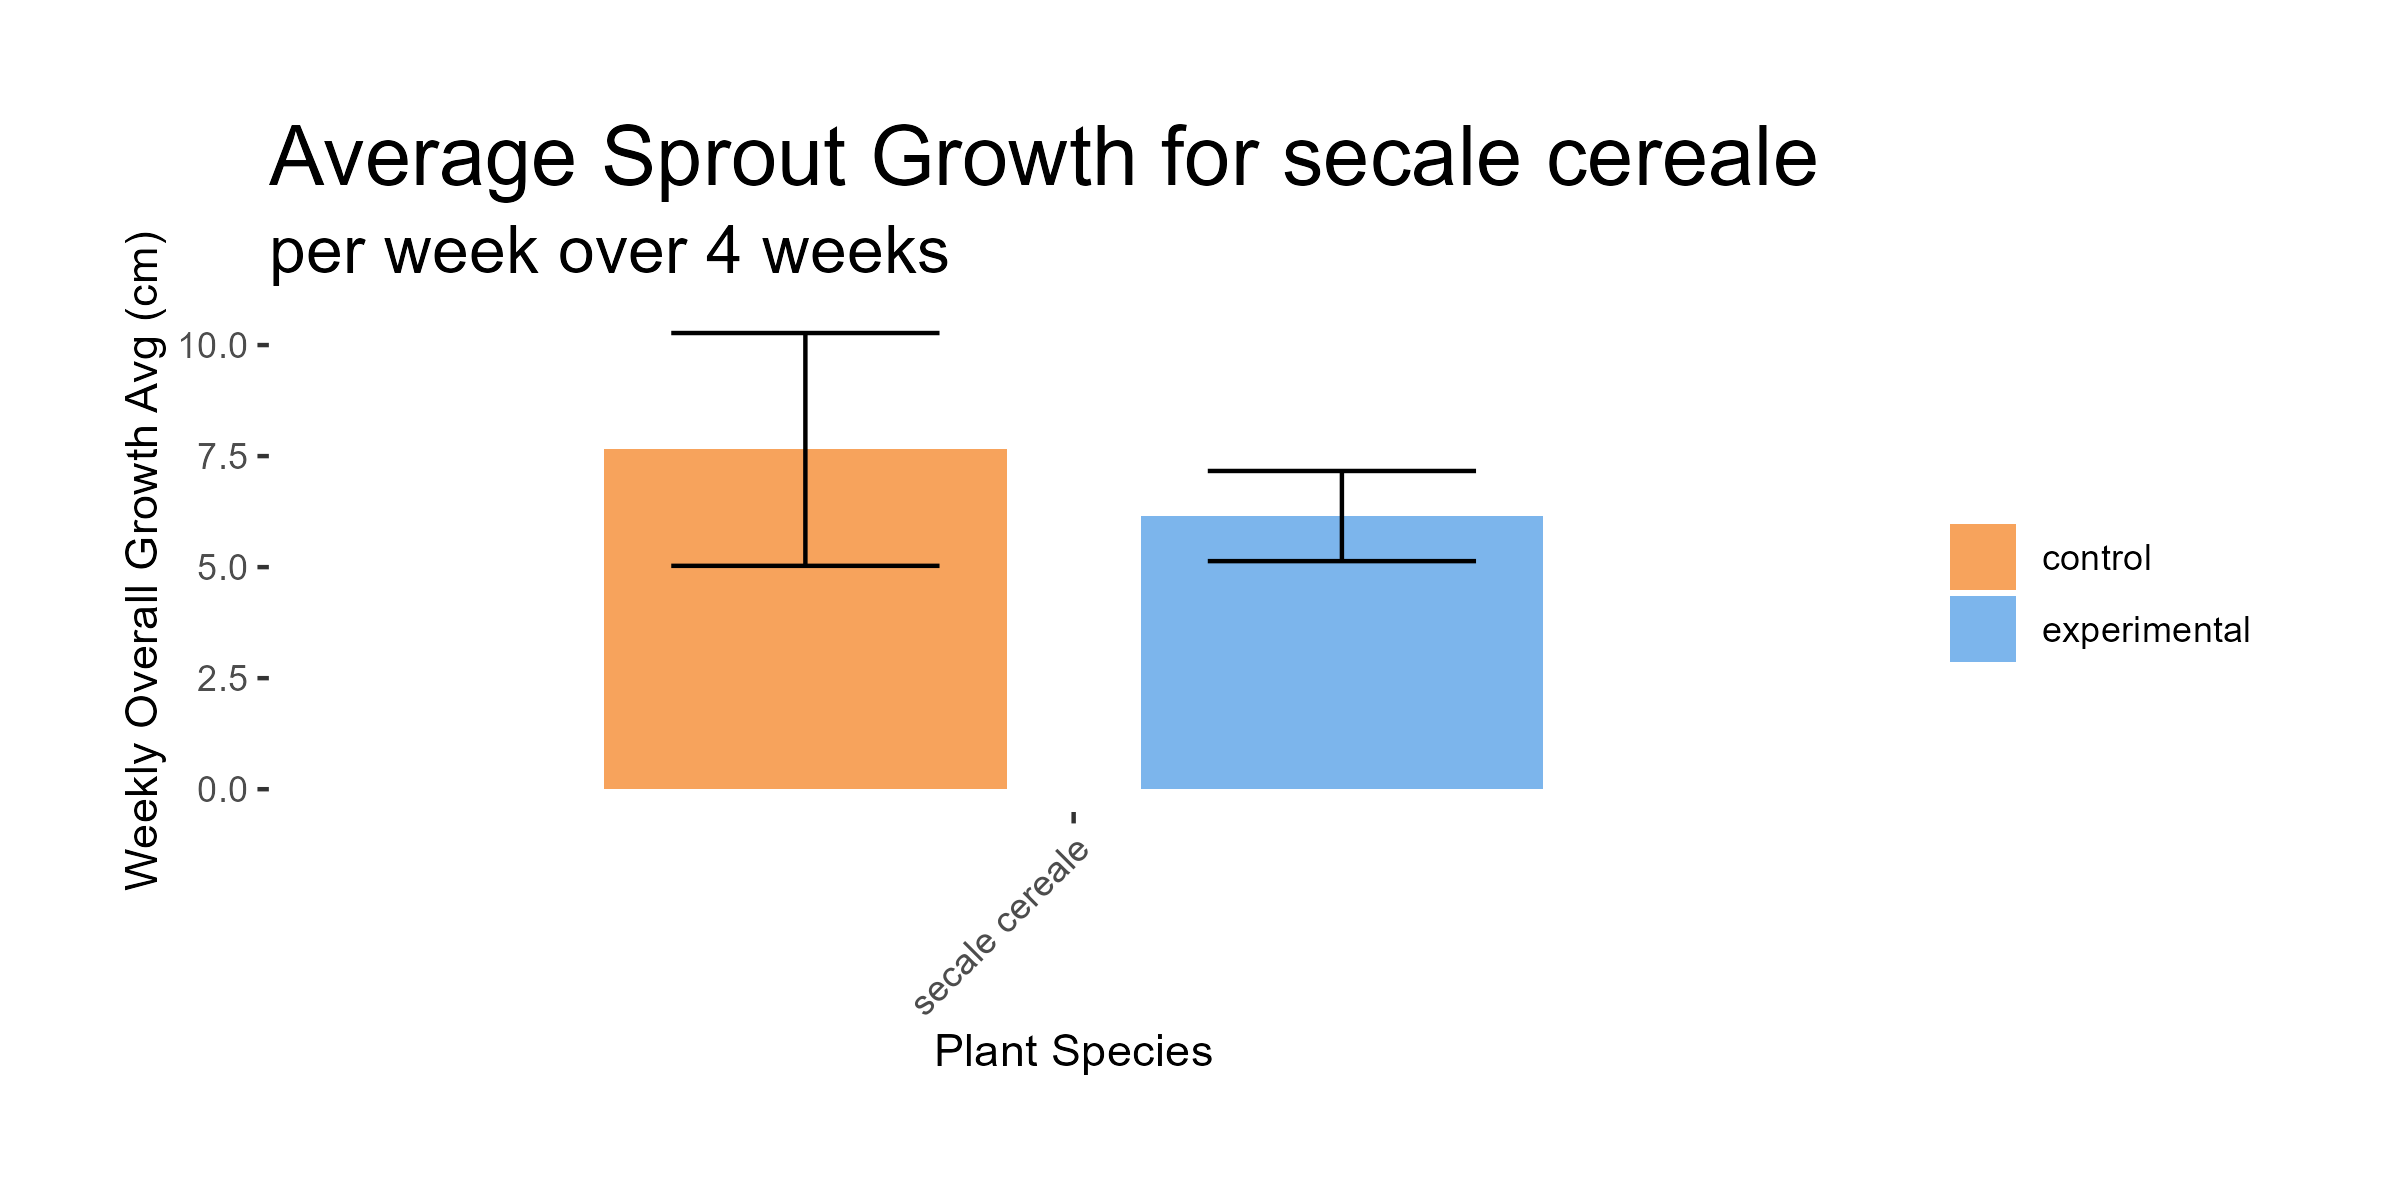 Average Sprout Growth for secale cereale
per week over 4 weeks
Weekly Overall Growth Avg (cm)
10.0
7.5
5.0
2.5
0.0
control
experimental
secale cereale
Plant Species